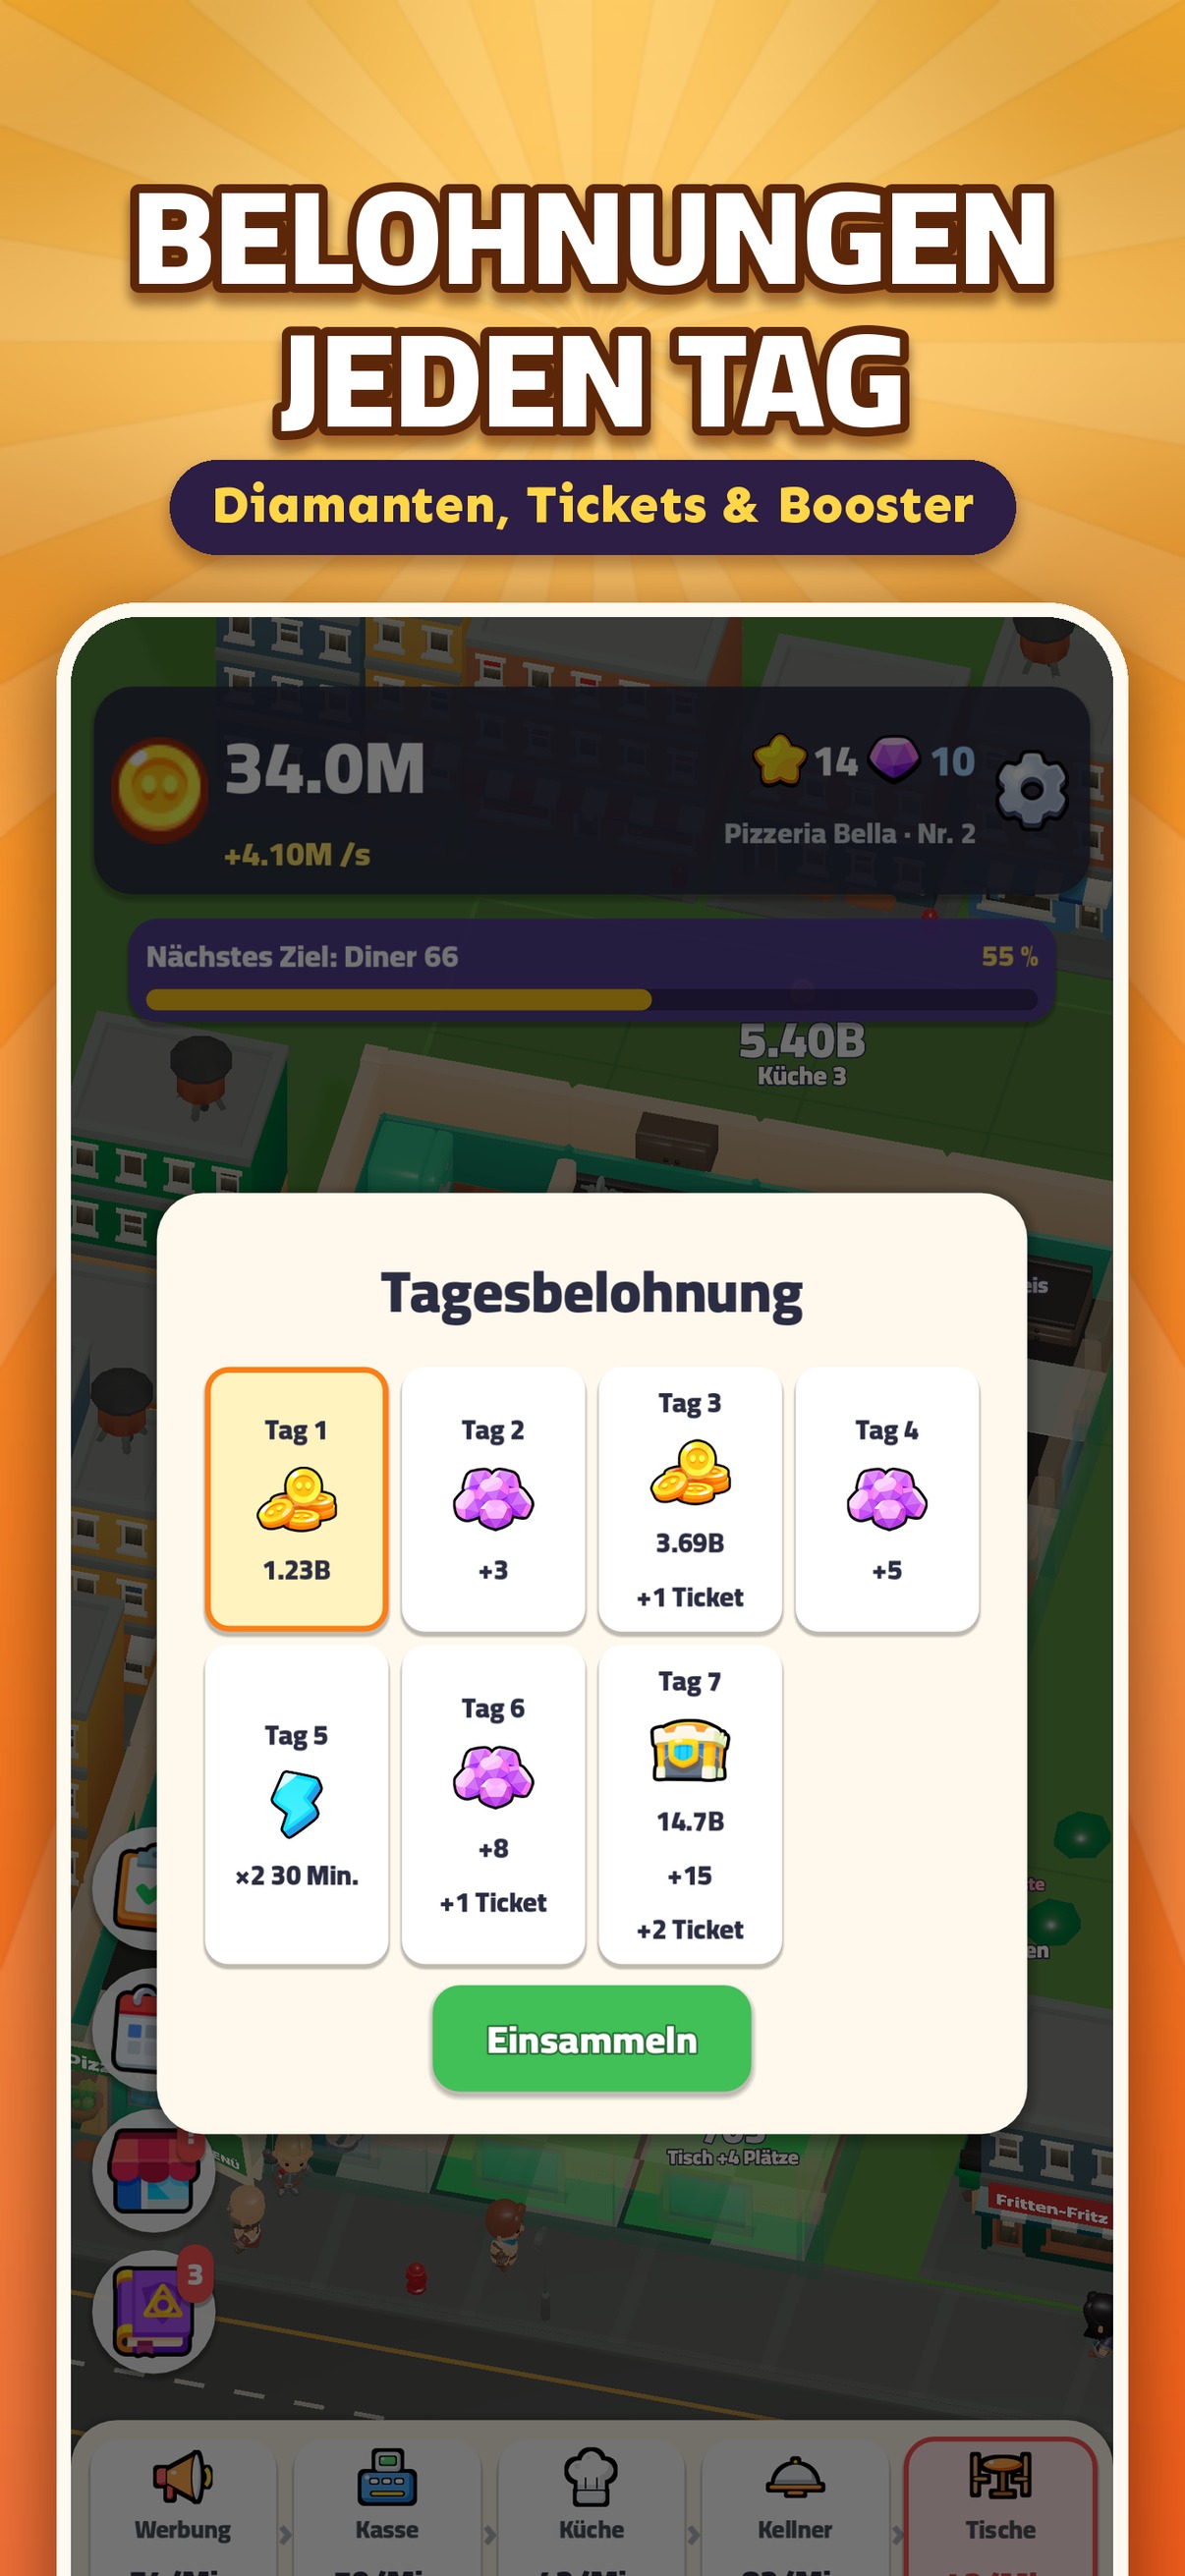 BELOHNUNGEN
JEDEN TAG
Diamanten, Tickets & Booster
34.0M
14 10
+4.10M /s
Pizzeria Bella · Nr. 2
Nächstes Ziel: Diner 66 55 %
5.40B
Küche 3
Tagesbelohnung
Tag 1
1.23B
Tag 2
+3
Tag 3
3.69B
+1 Ticket
Tag 4
+5
Tag 5
×2 30 Min.
Tag 6
+8
+1 Ticket
Tag 7
14.7B
+15
+2 Ticket
Einsammeln
Tisch +4 Plätze
Fritten-Fritz
3
Werbung
Kasse
Küche
Kellner
Tische